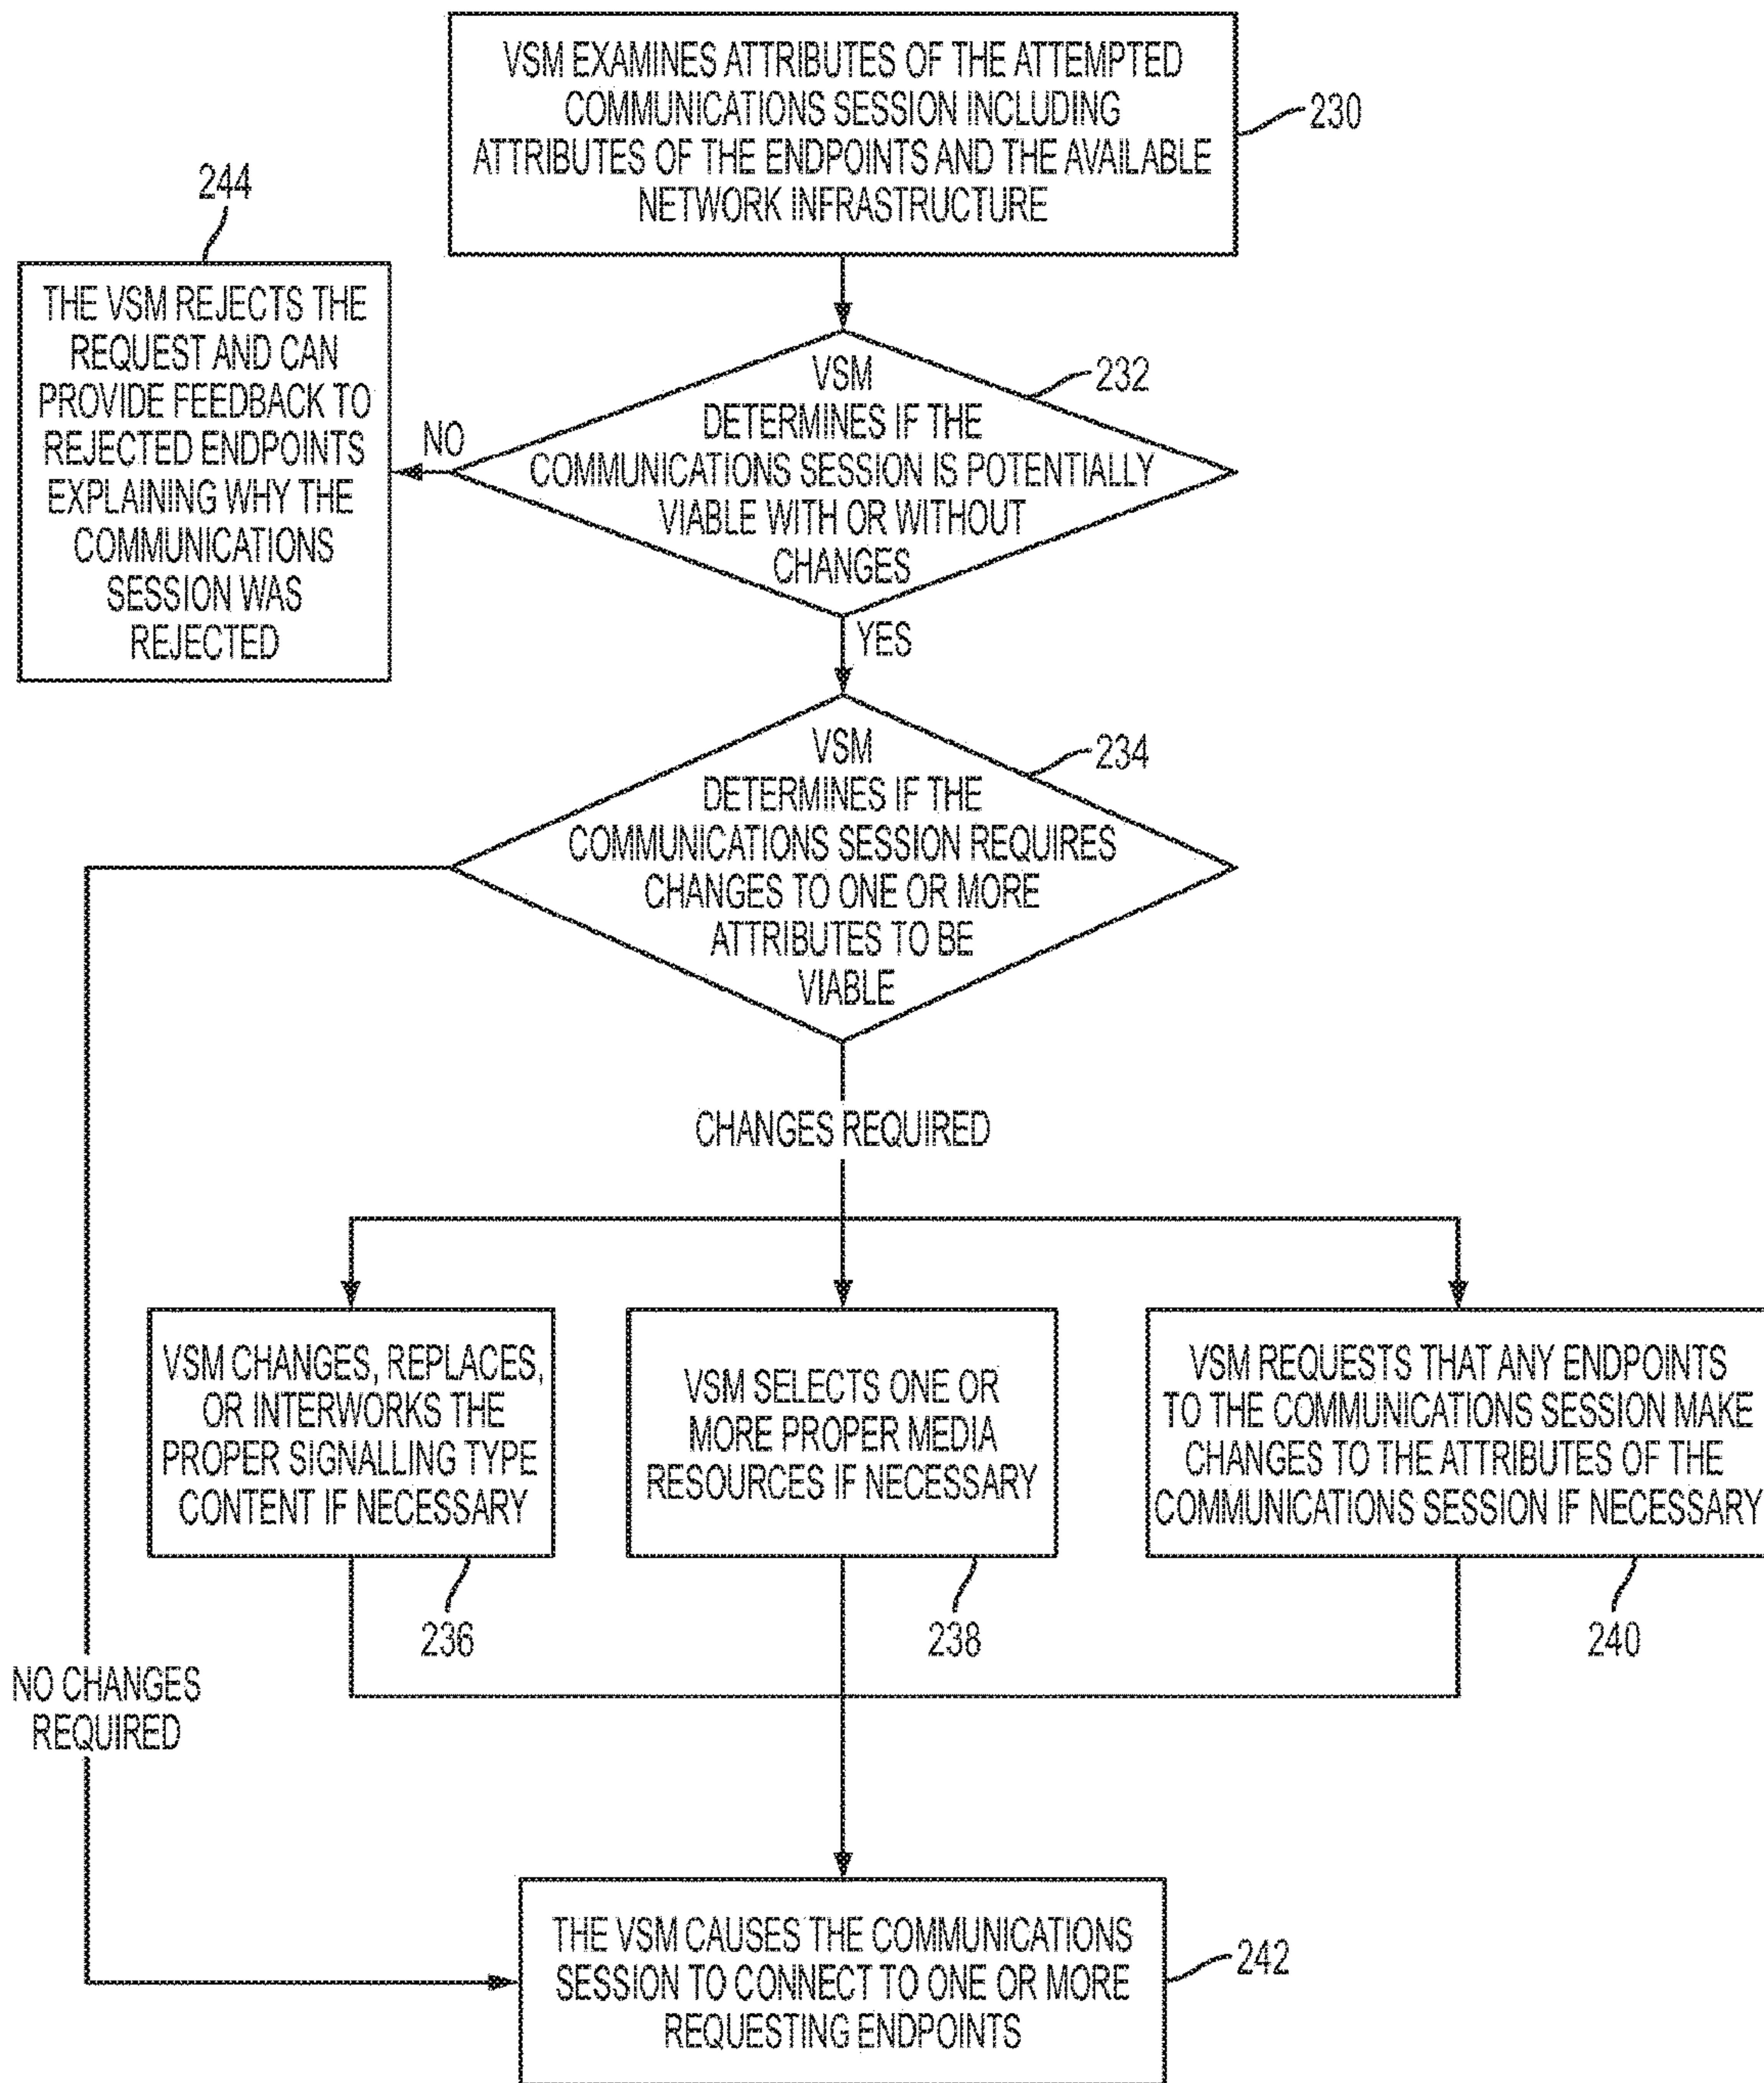 VSM EXAMINES ATTRIBUTES OF THE ATTEMPTED
COMMUNICATIONS SESSION INCLUDING
ATTRIBUTES OF THE ENDPOINTS AND THE AVAILABLE
NETWORK INFRASTRUCTURE
230
244
THE VSM REJECTS THE
REQUEST AND CAN
PROVIDE FEEDBACK TO
REJECTED ENDPOINTS
EXPLAINING WHY THE
COMMUNICATIONS
SESSION WAS
REJECTED
NO
VSM
DETERMINES IF THE
COMMUNICATIONS SESSION IS POTENTIALLY
VIABLE WITH OR WITHOUT
CHANGES
232
YES
VSM
DETERMINES IF THE
COMMUNICATIONS SESSION REQUIRES
CHANGES TO ONE OR MORE
ATTRIBUTES TO BE
VIABLE
234
CHANGES REQUIRED
VSM CHANGES, REPLACES,
OR INTERWORKS THE
PROPER SIGNALLING TYPE
CONTENT IF NECESSARY
236
VSM SELECTS ONE OR
MORE PROPER MEDIA
RESOURCES IF NECESSARY
238
VSM REQUESTS THAT ANY ENDPOINTS
TO THE COMMUNICATIONS SESSION MAKE
CHANGES TO THE ATTRIBUTES OF THE
COMMUNICATIONS SESSION IF NECESSARY
240
NO CHANGES
REQUIRED
THE VSM CAUSES THE COMMUNICATIONS
SESSION TO CONNECT TO ONE OR MORE
REQUESTING ENDPOINTS
242